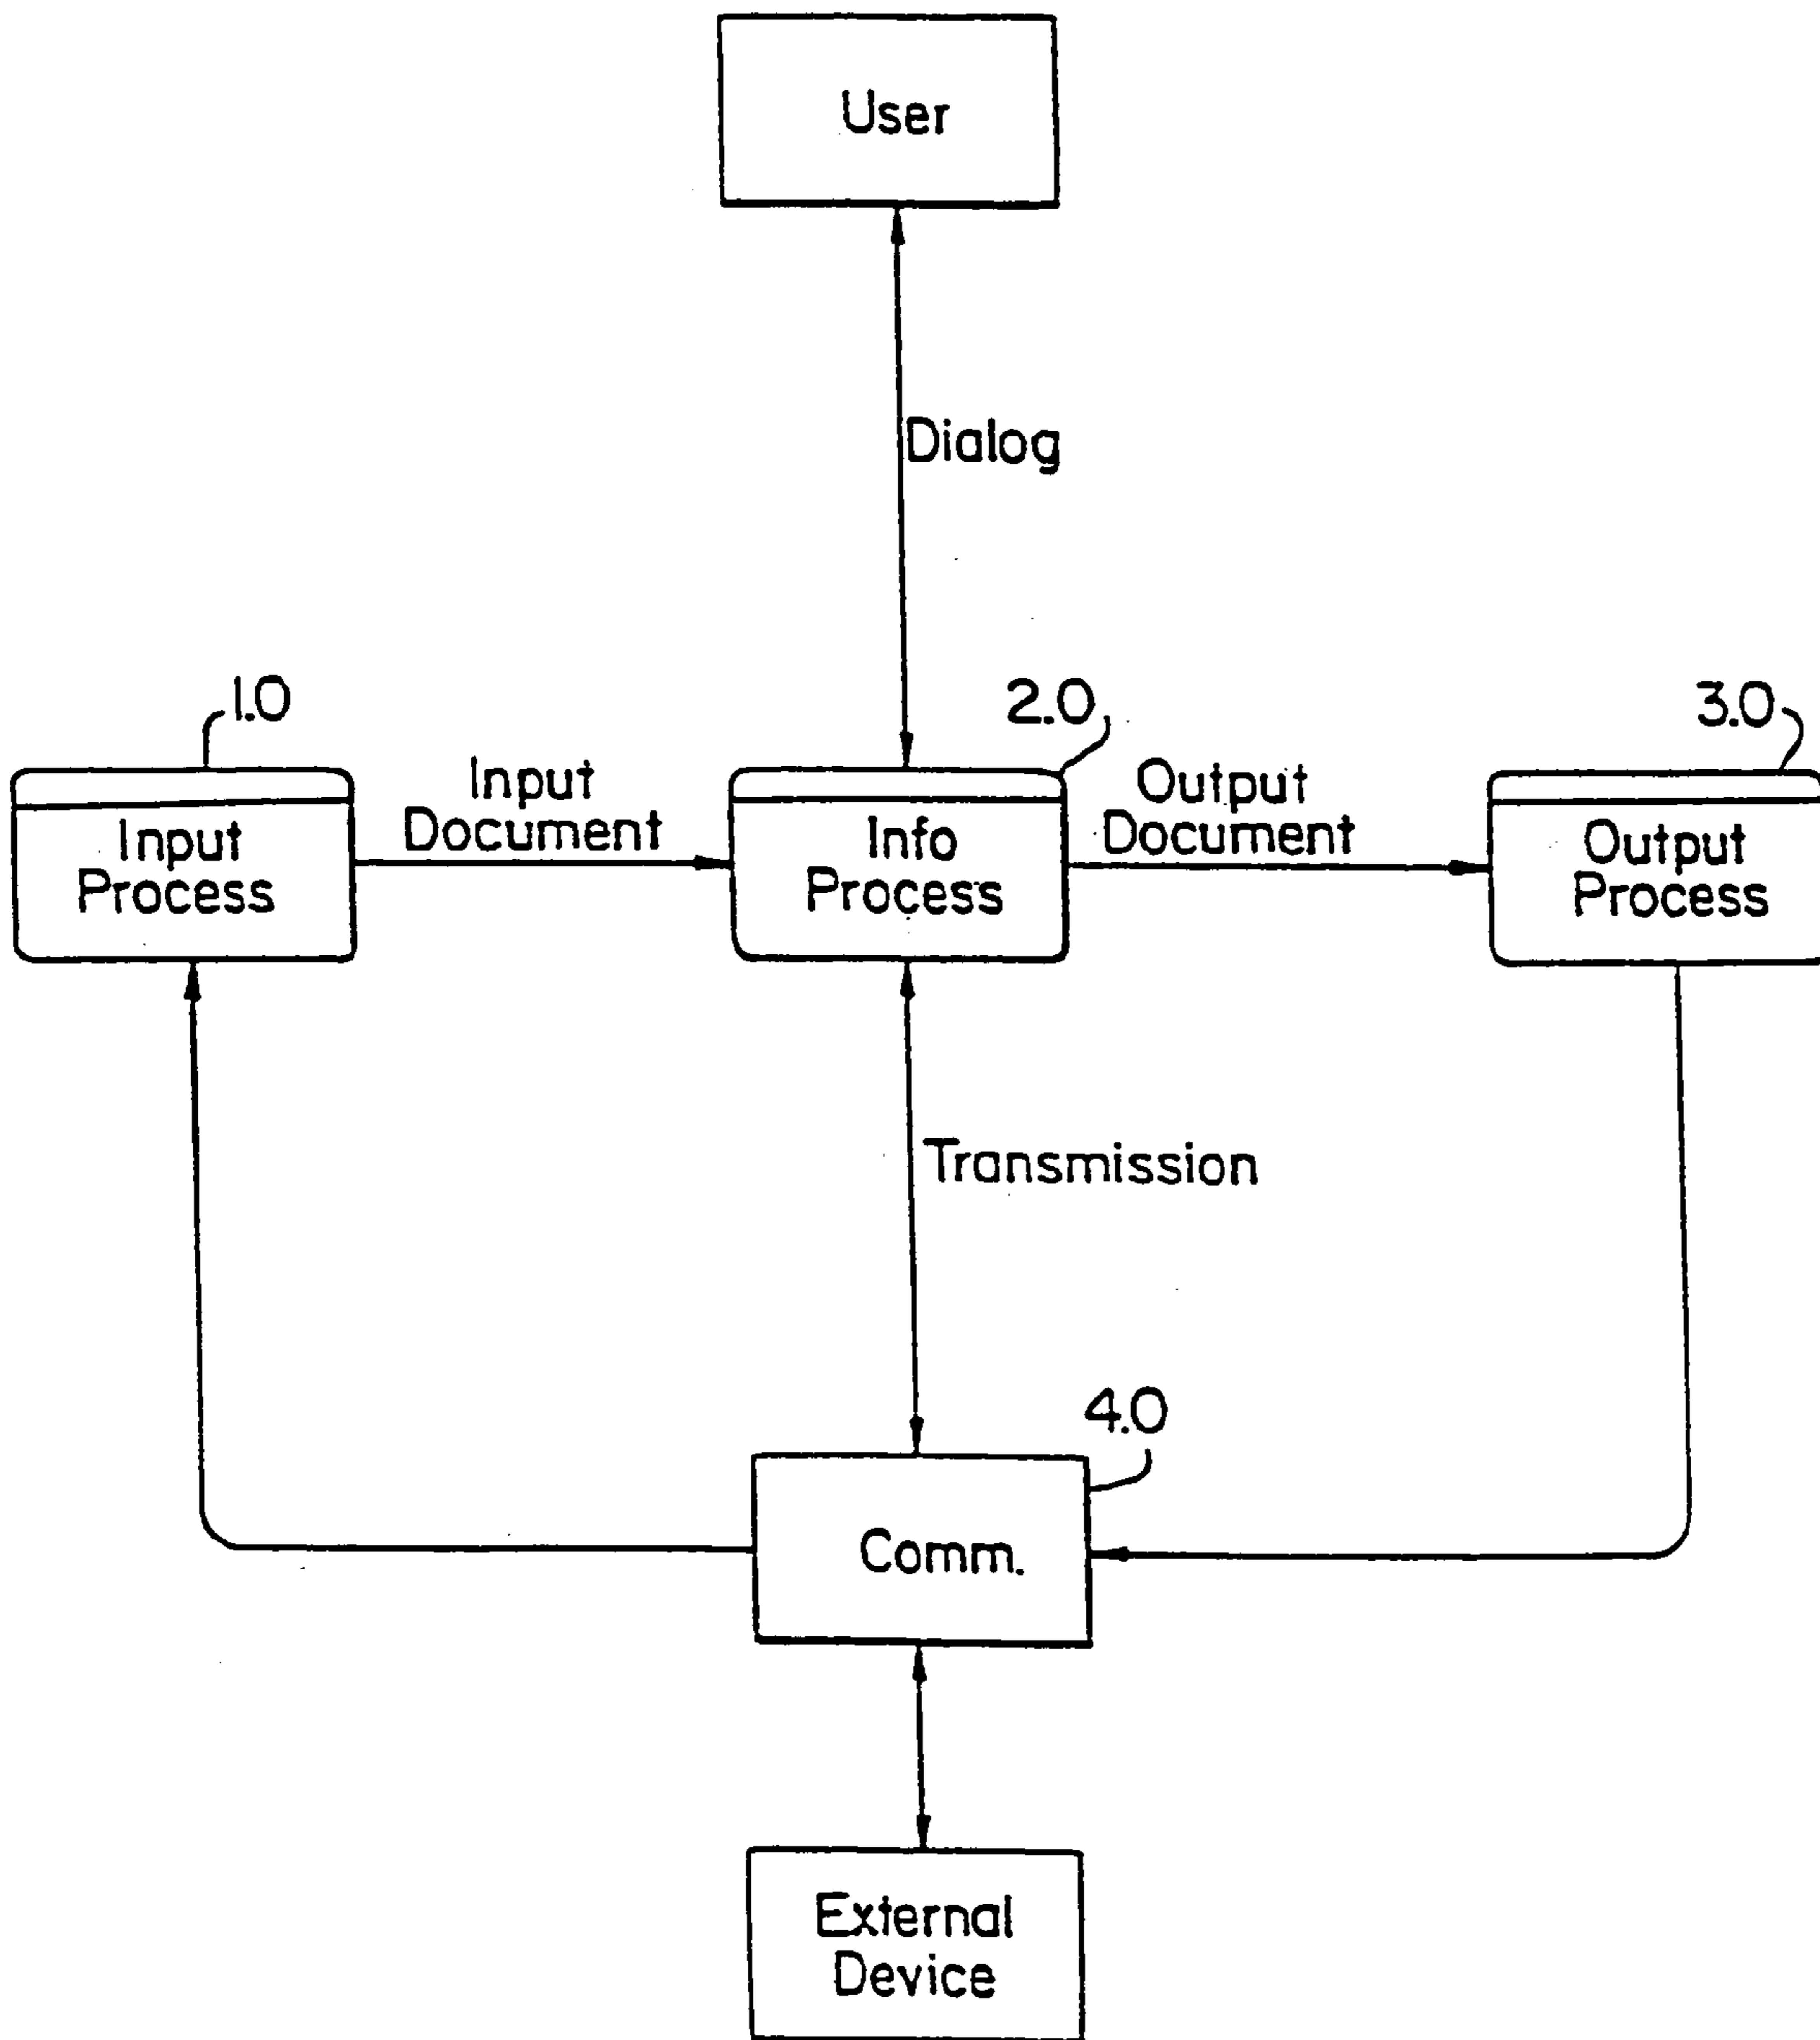 User
Dialog
1.0
2.0
3.0
Input
Document
Output
Document
Input
Process
Info
Process
Output
Process
Transmission
4.0
Comm.
External
Device